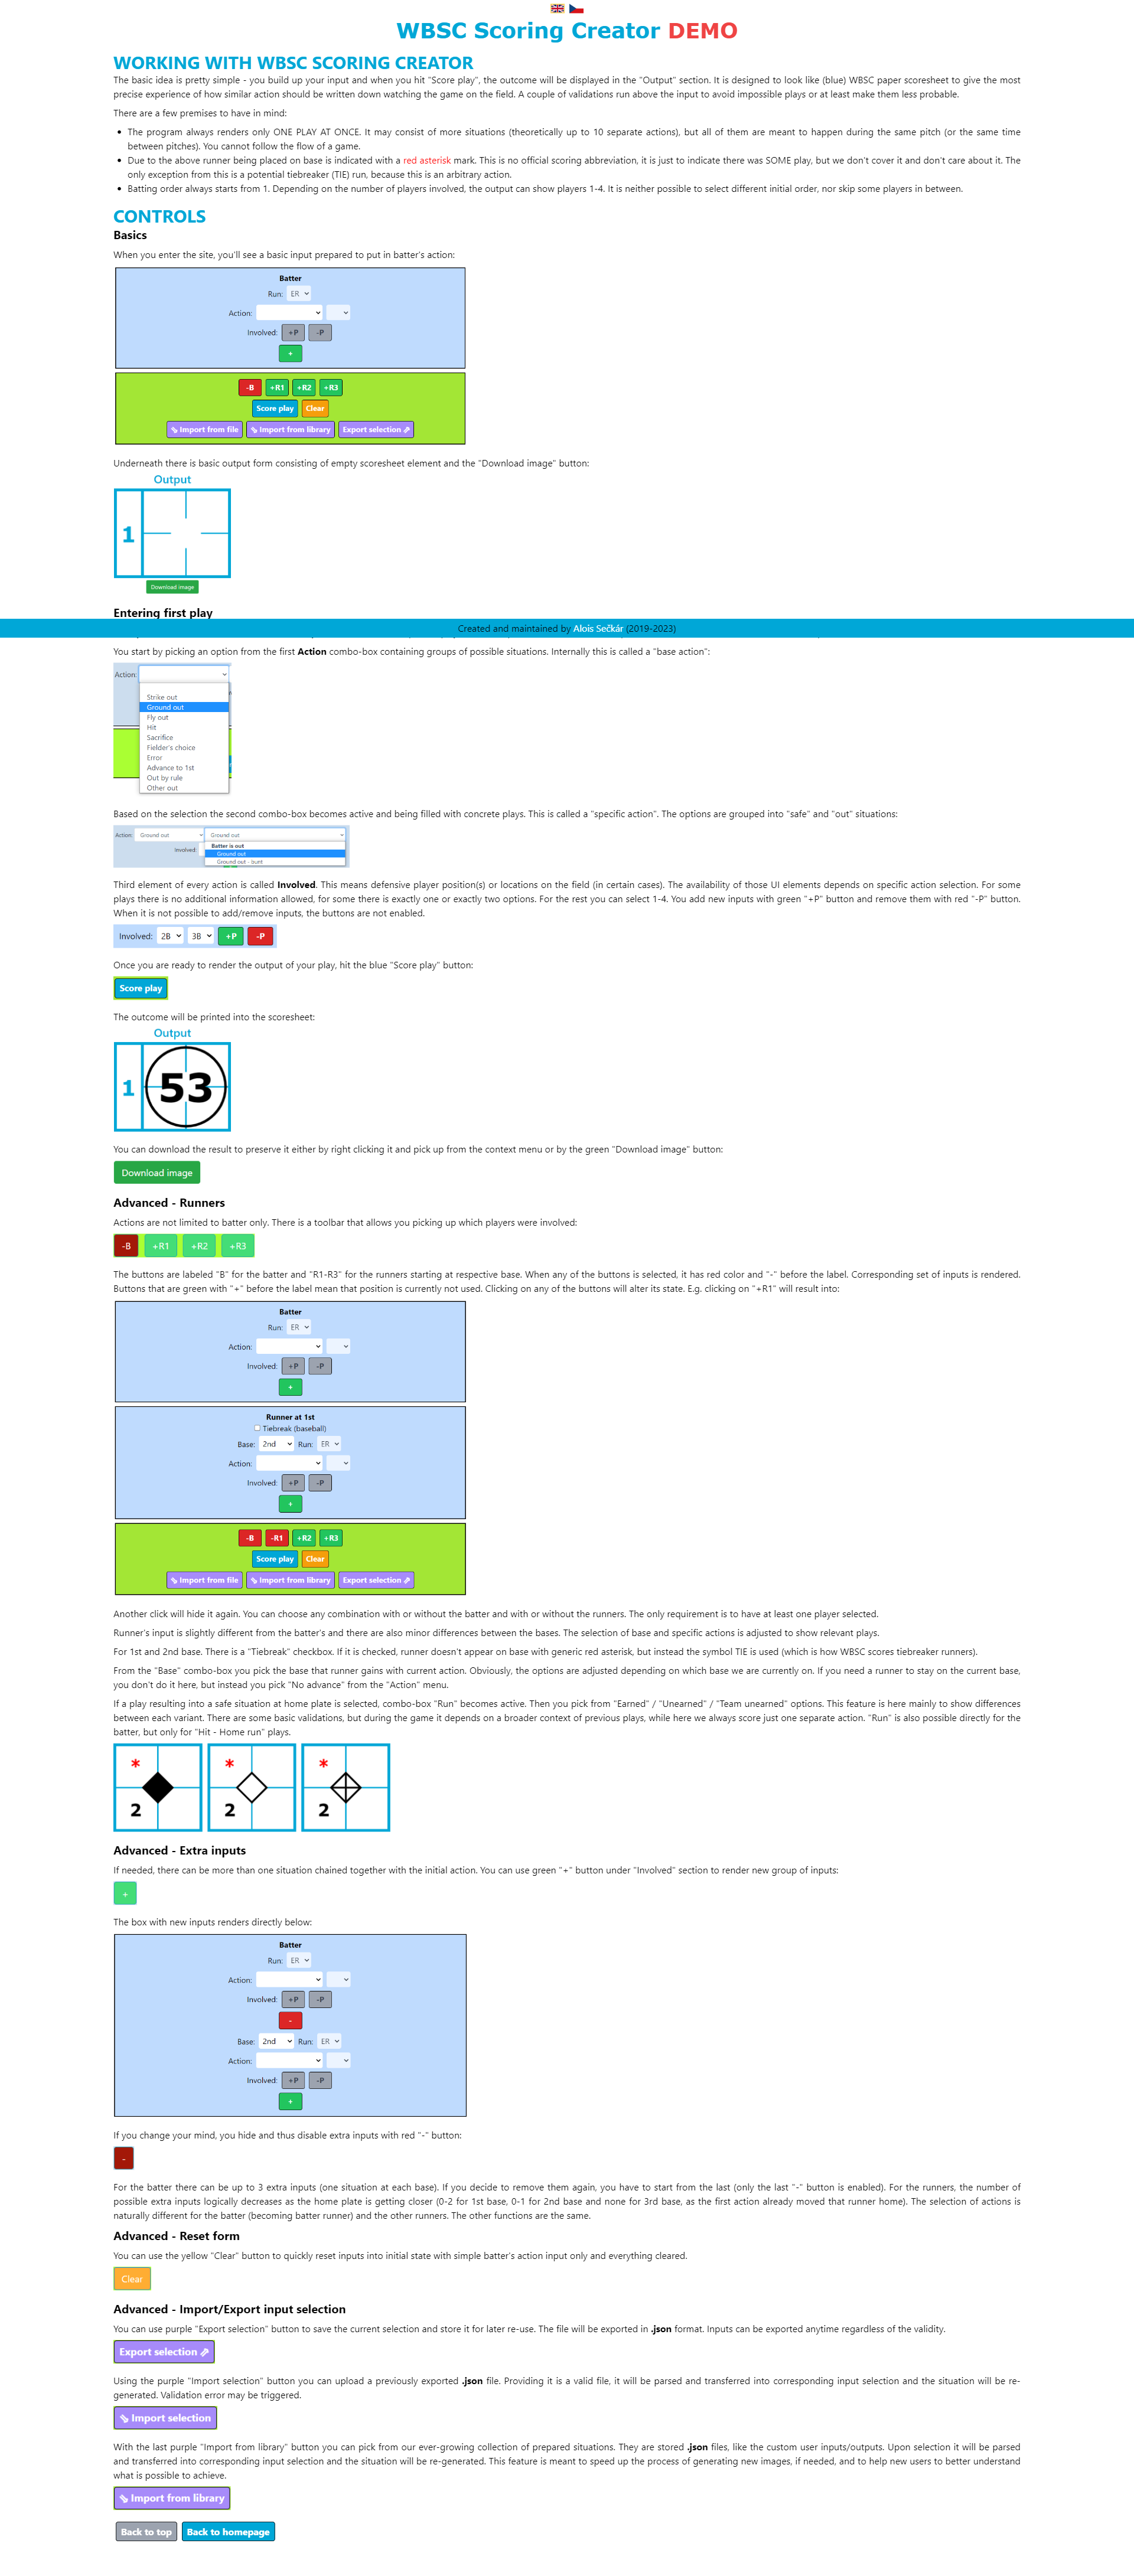 WBSC Scoring Creator DEMO
WORKING WITH WBSC SCORING CREATOR
The basic idea is pretty simple - you build up your input and when you hit "Score play", the outcome will be displayed in the "Output" section. It is designed to look like (blue) WBSC paper scoresheet to give the most
precise experience of how similar action should be written down watching the game on the field. A couple of validations run above the input to avoid impossible plays or at least make them less probable.
There are a few premises to have in mind:
The program always renders only ONE PLAY AT ONCE. It may consist of more situations (theoretically up to 10 separate actions), but all of them are meant to happen during the same pitch (or the same time
between pitches). You cannot follow the flow of a game.
Due to the above runner being placed on base is indicated with a red asterisk mark. This is no official scoring abbreviation, it is just to indicate there was SOME play, but we don't cover it and don't care about it. The
only exception from this is a potential tiebreaker (TIE) run, because this is an arbitrary action.
Batting order always starts from 1. Depending on the number of players involved, the output can show players 1-4. It is neither possible to select different initial order, nor skip some players in between.
CONTROLS
Basics
When you enter the site, you'll see a basic input prepared to put in batter's action:
Batter
Run: ER
Action:
Involved: +P -P
+
-B +R1 +R2 +R3
Score play Clear
Import from file Import from library Export selection
Underneath there is basic output form consisting of empty scoresheet element and the "Download image" button:
Output
1
Download image
Entering first play
Created and maintained by Alois Sečkár (2019-2023)
You start by picking an option from the first Action combo-box containing groups of possible situations. Internally this is called a "base action":
Action:
Strike out
Ground out
Fly out
Hit
Sacrifice
Fielder's choice
Error
Advance to 1st
Out by rule
Other out
Based on the selection the second combo-box becomes active and being filled with concrete plays. This is called a "specific action". The options are grouped into "safe" and "out" situations:
Action: Ground out Ground out
Involved: Batter is out
Ground out
Ground out - bunt
Third element of every action is called Involved. This means defensive player position(s) or locations on the field (in certain cases). The availability of those UI elements depends on specific action selection. For some
plays there is no additional information allowed, for some there is exactly one or exactly two options. For the rest you can select 1-4. You add new inputs with green "+P" button and remove them with red "-P" button.
When it is not possible to add/remove inputs, the buttons are not enabled.
Involved: 2B 3B +P -P
Once you are ready to render the output of your play, hit the blue "Score play" button:
Score play
The outcome will be printed into the scoresheet:
Output
1 53
You can download the result to preserve it either by right clicking it and pick up from the context menu or by the green "Download image" button:
Download image
Advanced - Runners
Actions are not limited to batter only. There is a toolbar that allows you picking up which players were involved:
-B +R1 +R2 +R3
The buttons are labeled "B" for the batter and "R1-R3" for the runners starting at respective base. When any of the buttons is selected, it has red color and "-" before the label. Corresponding set of inputs is rendered.
Buttons that are green with "+" before the label mean that position is currently not used. Clicking on any of the buttons will alter its state. E.g. clicking on "+R1" will result into:
Batter
Run: ER
Action:
Involved: +P -P
+
Runner at 1st
Tiebreak (baseball)
Base: 2nd Run: ER
Action:
Involved: +P -P
+
-B -R1 +R2 +R3
Score play Clear
Import from file Import from library Export selection
Another click will hide it again. You can choose any combination with or without the batter and with or without the runners. The only requirement is to have at least one player selected.
Runner's input is slightly different from the batter's and there are also minor differences between the bases. The selection of base and specific actions is adjusted to show relevant plays.
For 1st and 2nd base. There is a "Tiebreak" checkbox. If it is checked, runner doesn't appear on base with generic red asterisk, but instead the symbol TIE is used (which is how WBSC scores tiebreaker runners).
From the "Base" combo-box you pick the base that runner gains with current action. Obviously, the options are adjusted depending on which base we are currently on. If you need a runner to stay on the current base,
you don't do it here, but instead you pick "No advance" from the "Action" menu.
If a play resulting into a safe situation at home plate is selected, combo-box "Run" becomes active. Then you pick from "Earned" / "Unearned" / "Team unearned" options. This feature is here mainly to show differences
between each variant. There are some basic validations, but during the game it depends on a broader context of previous plays, while here we always score just one separate action. "Run" is also possible directly for the
batter, but only for "Hit - Home run" plays.
* * *
2 2 2
Advanced - Extra inputs
If needed, there can be more than one situation chained together with the initial action. You can use green "+" button under "Involved" section to render new group of inputs:
+
The box with new inputs renders directly below:
Batter
Run: ER
Action:
Involved: +P -P
-
Base: 2nd Run: ER
Action:
Involved: +P -P
+
If you change your mind, you hide and thus disable extra inputs with red "-" button:
-
For the batter there can be up to 3 extra inputs (one situation at each base). If you decide to remove them again, you have to start from the last (only the last "-" button is enabled). For the runners, the number of
possible extra inputs logically decreases as the home plate is getting closer (0-2 for 1st base, 0-1 for 2nd base and none for 3rd base, as the first action already moved that runner home). The selection of actions is
naturally different for the batter (becoming batter runner) and the other runners. The other functions are the same.
Advanced - Reset form
You can use the yellow "Clear" button to quickly reset inputs into initial state with simple batter's action input only and everything cleared.
Clear
Advanced - Import/Export input selection
You can use purple "Export selection" button to save the current selection and store it for later re-use. The file will be exported in .json format. Inputs can be exported anytime regardless of the validity.
Export selection
Using the purple "Import selection" button you can upload a previously exported .json file. Providing it is a valid file, it will be parsed and transferred into corresponding input selection and the situation will be re-
generated. Validation error may be triggered.
Import selection
With the last purple "Import from library" button you can pick from our ever-growing collection of prepared situations. They are stored .json files, like the custom user inputs/outputs. Upon selection it will be parsed
and transferred into corresponding input selection and the situation will be re-generated. This feature is meant to speed up the process of generating new images, if needed, and to help new users to better understand
what is possible to achieve.
Import from library
Back to top Back to homepage